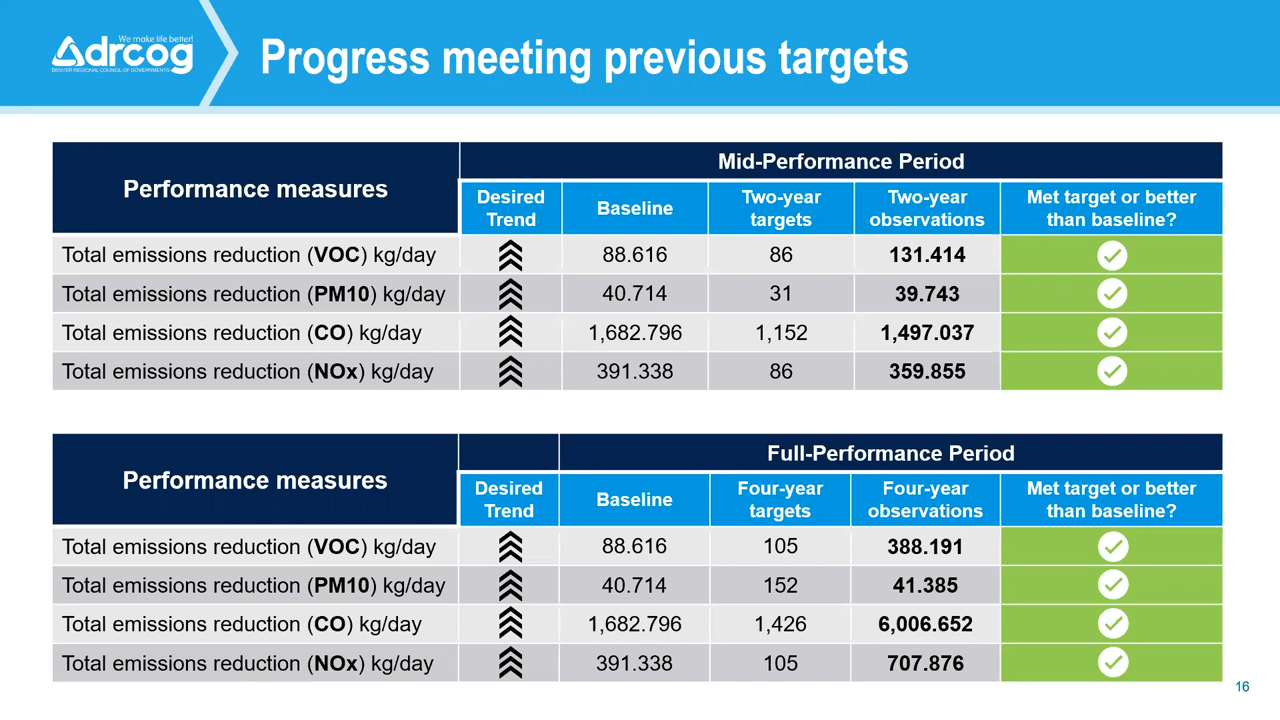 We make life better!
drcog
DENVER REGIONAL COUNCIL OF GOVERNMENTS
Progress meeting previous targets
Performance measures
Mid-Performance Period
Desired Trend
Baseline
Two-year targets
Two-year observations
Met target or better than baseline?
Total emissions reduction (VOC) kg/day 88.616 86 131.414
Total emissions reduction (PM10) kg/day 40.714 31 39.743
Total emissions reduction (CO) kg/day 1,682.796 1,152 1,497.037
Total emissions reduction (NOx) kg/day 391.338 86 359.855
Performance measures
Full-Performance Period
Desired Trend
Baseline
Four-year targets
Four-year observations
Met target or better than baseline?
Total emissions reduction (VOC) kg/day 88.616 105 388.191
Total emissions reduction (PM10) kg/day 40.714 152 41.385
Total emissions reduction (CO) kg/day 1,682.796 1,426 6,006.652
Total emissions reduction (NOx) kg/day 391.338 105 707.876
16